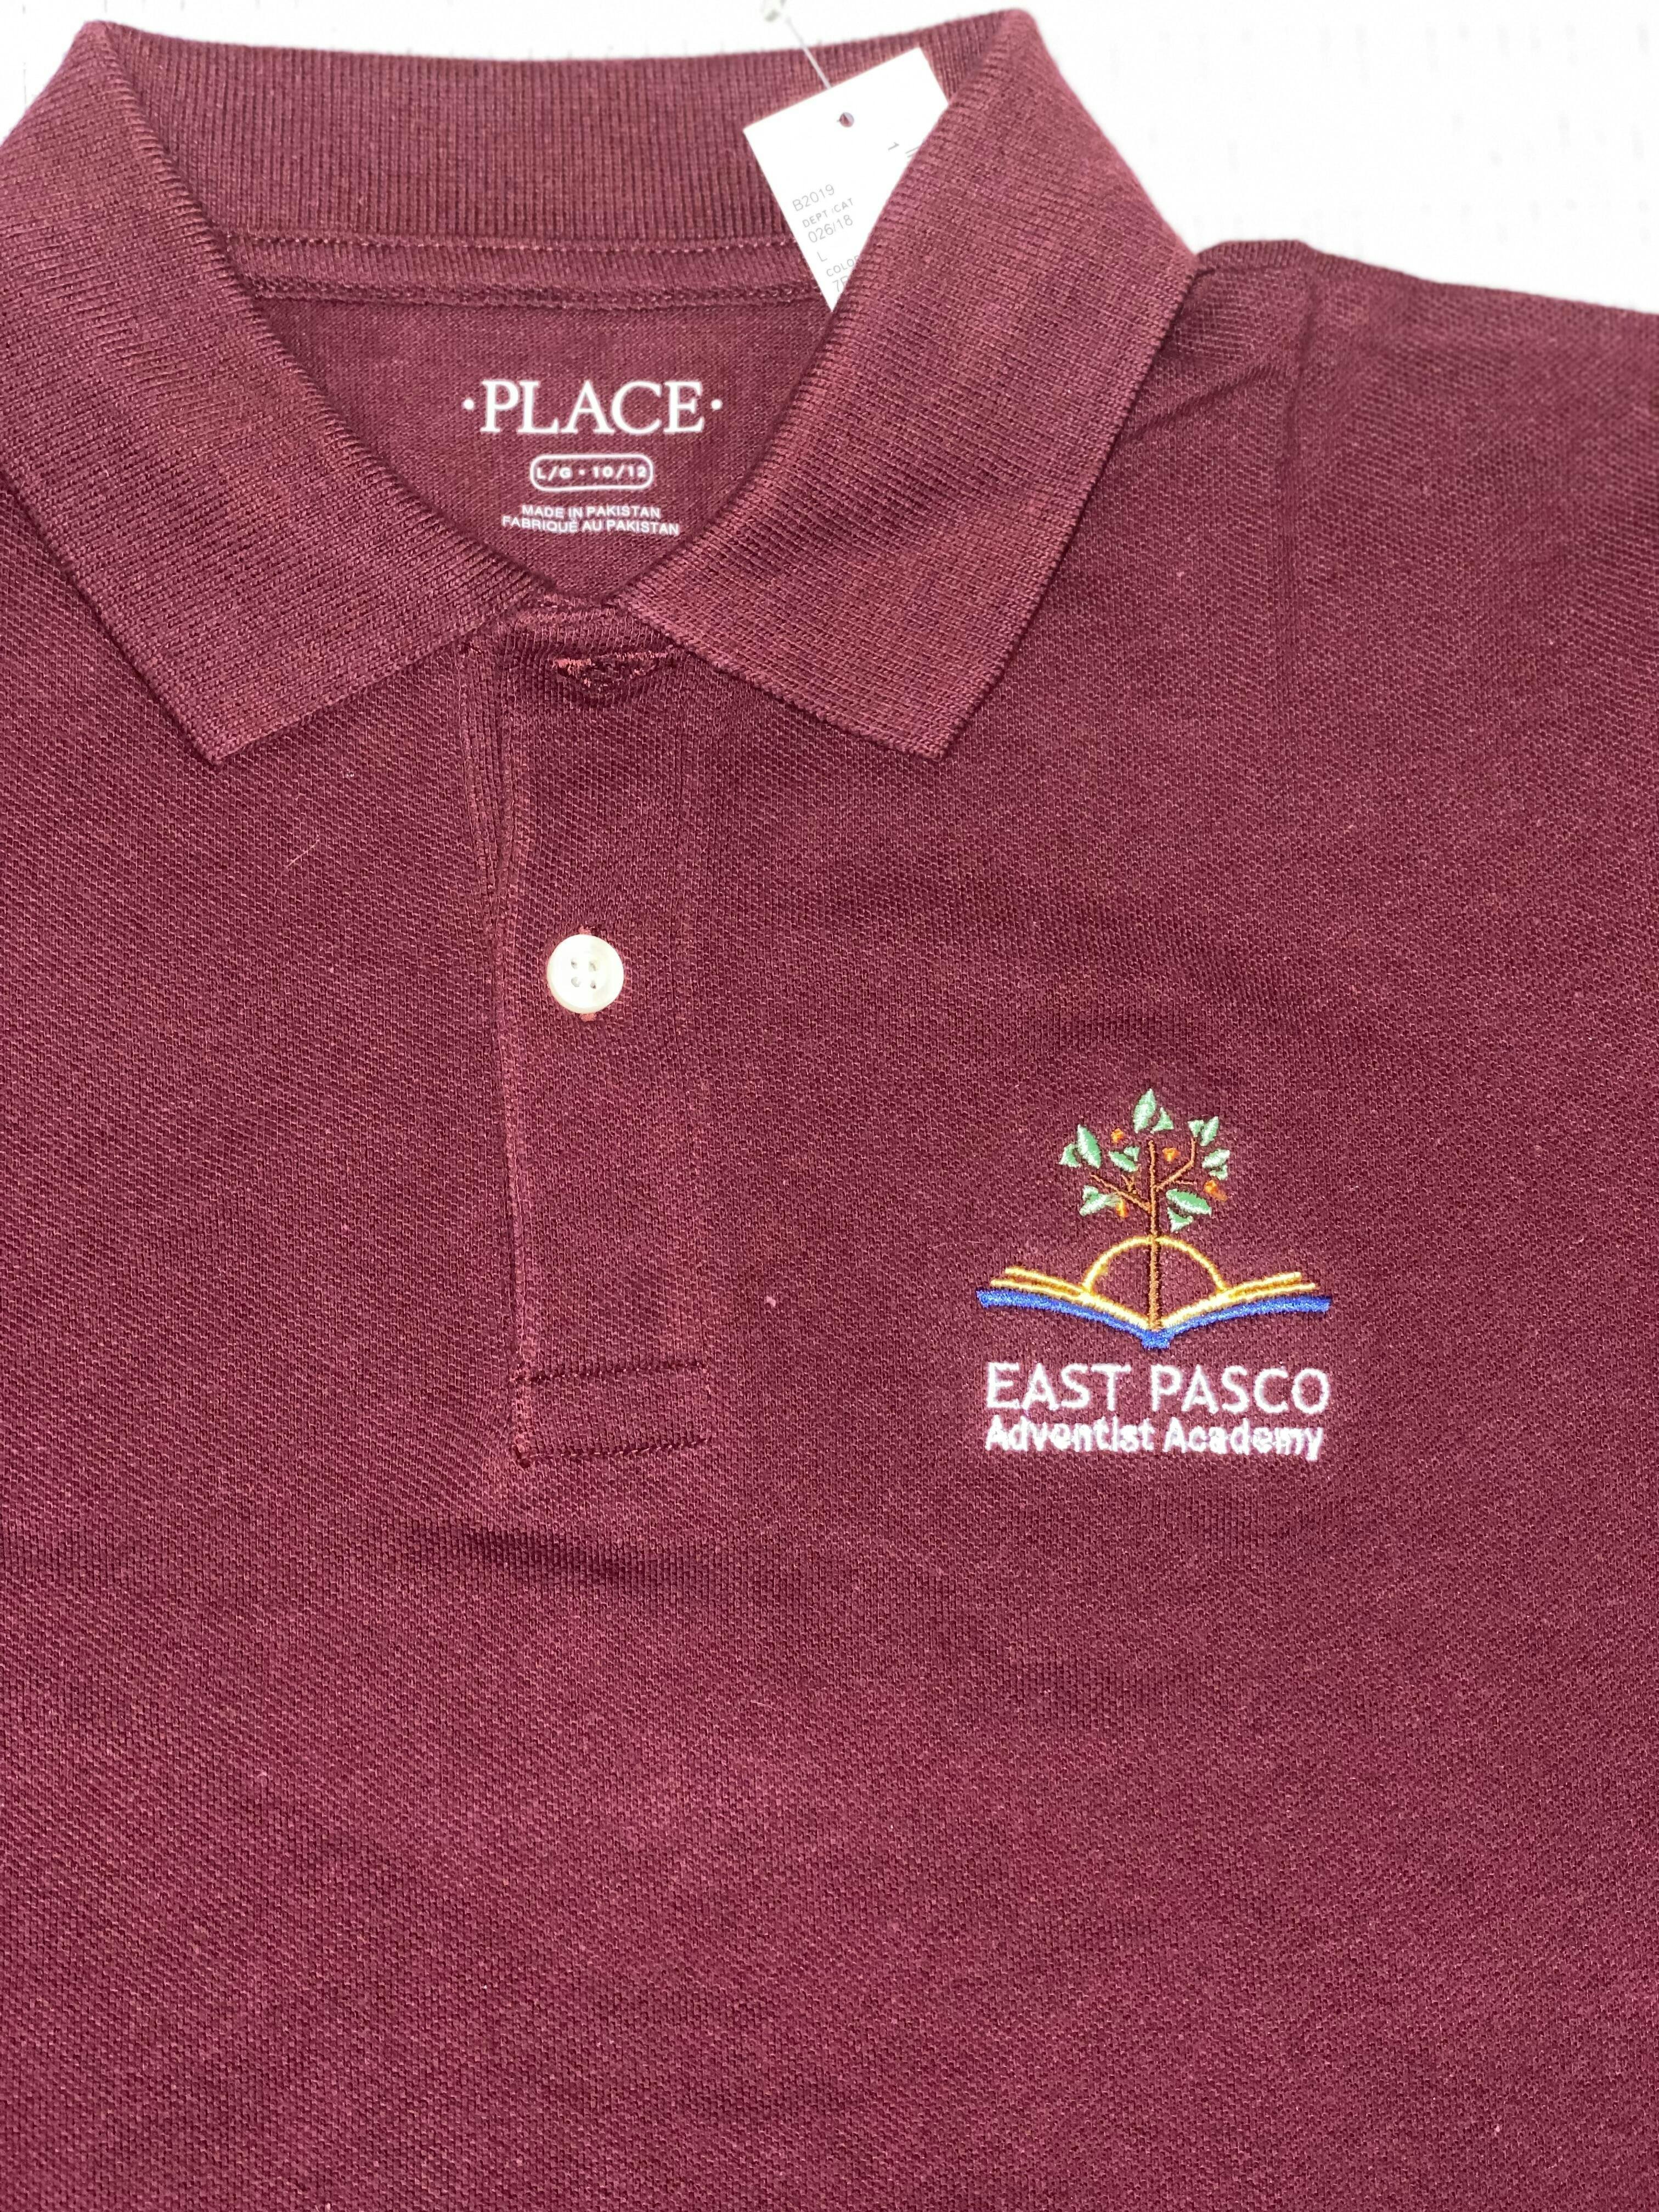 B2019
DEPT/CAT
026/18
L
·PLACE·
L/G • 10/12
MADE IN PAKISTAN
FABRIQUÉ AU PAKISTAN
EAST PASCO
Adventist Academy